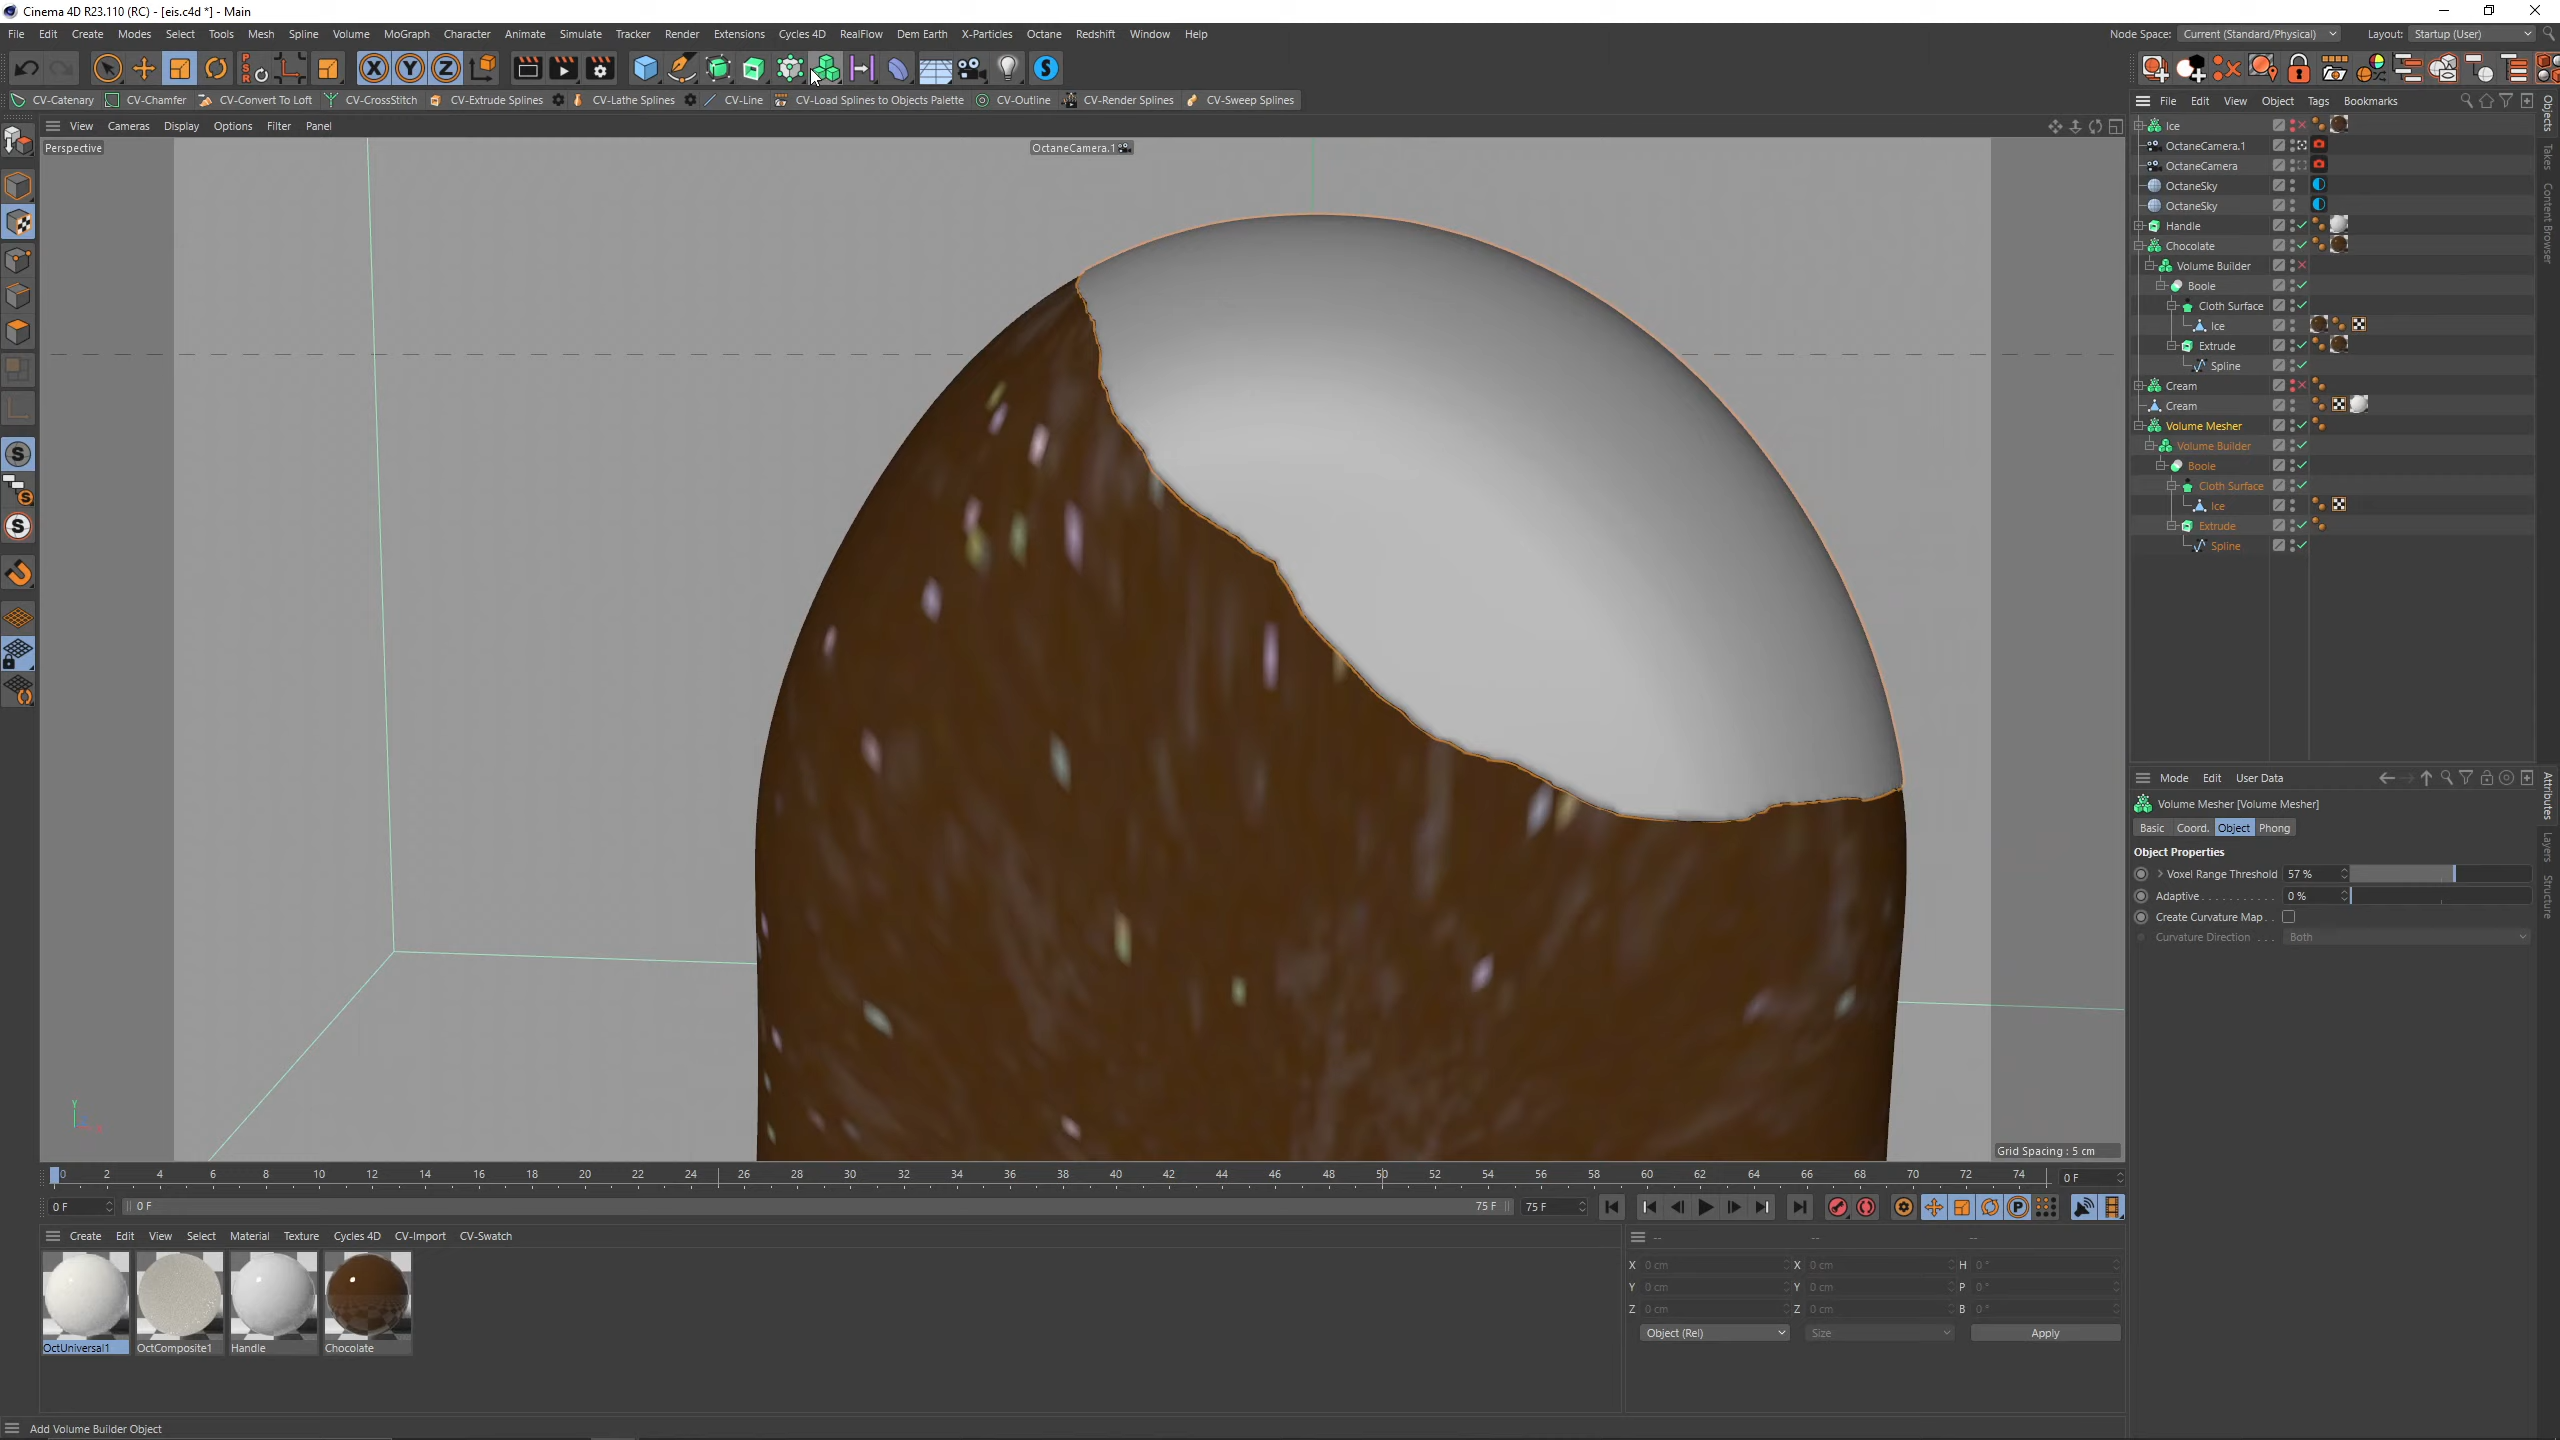 Cinema 4D R23.110 (RC) - [eis.c4d *] - Main
File Edit Create Modes Select Tools Mesh Spline Volume MoGraph Character Animate Simulate Tracker Render Extensions Cycles 4D RealFlow Dem Earth X-Particles Octane Redshift Window Help
Node Space: Current (Standard/Physical) Layout: Startup (User)
CV-Catenary CV-Chamfer CV-Convert To Loft CV-CrossStitch CV-Extrude Splines CV-Lathe Splines CV-Line CV-Load Splines to Objects Palette CV-Outline CV-Render Splines CV-Sweep Splines
View Cameras Display Options Filter Panel
Perspective
OctaneCamera.1
Grid Spacing : 5 cm
File Edit View Object Tags Bookmarks
Ice
OctaneCamera.1
OctaneCamera
OctaneSky
OctaneSky
Handle
Chocolate
Volume Builder
Boole
Cloth Surface
Ice
Extrude
Spline
Cream
Cream
Volume Mesher
Volume Builder
Boole
Cloth Surface
Ice
Extrude
Spline
Objects
Takes
Content Browser
Mode Edit User Data
Volume Mesher [Volume Mesher]
Basic Coord. Object Phong
Object Properties
Voxel Range Threshold 57 %
Adaptive 0 %
Create Curvature Map
Curvature Direction Both
Attributes
Layers
Structure
0 2 4 6 8 10 12 14 16 18 20 22 24 26 28 30 32 34 36 38 40 42 44 46 48 50 52 54 56 58 60 62 64 66 68 70 72 74 0 F
0 F 0 F 75 F 75 F
Create Edit View Select Material Texture Cycles 4D CV-Import CV-Swatch
OctUniversal1 OctComposite1 Handle Chocolate
-- -- --
X 0 cm X 0 cm H 0 °
Y 0 cm Y 0 cm P 0 °
Z 0 cm Z 0 cm B 0 °
Object (Rel) Size Apply
Add Volume Builder Object